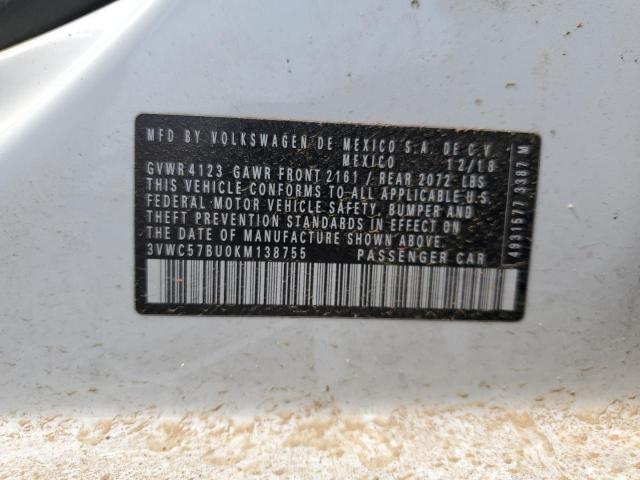 MFD BY VOLKSWAGEN DE MEXICO S.A. DE C.V.
MEXICO 12/18
GVWR 4123 GAWR FRONT 2161 / REAR 2072 LBS
THIS VEHICLE CONFORMS TO ALL APPLICABLE U.S.
FEDERAL MOTOR VEHICLE SAFETY, BUMPER AND
THEFT PREVENTION STANDARDS IN EFFECT ON
THE DATE OF MANUFACTURE SHOWN ABOVE.
3VWC57BU0KM138755 PASSENGER CAR
4931577 3387 M